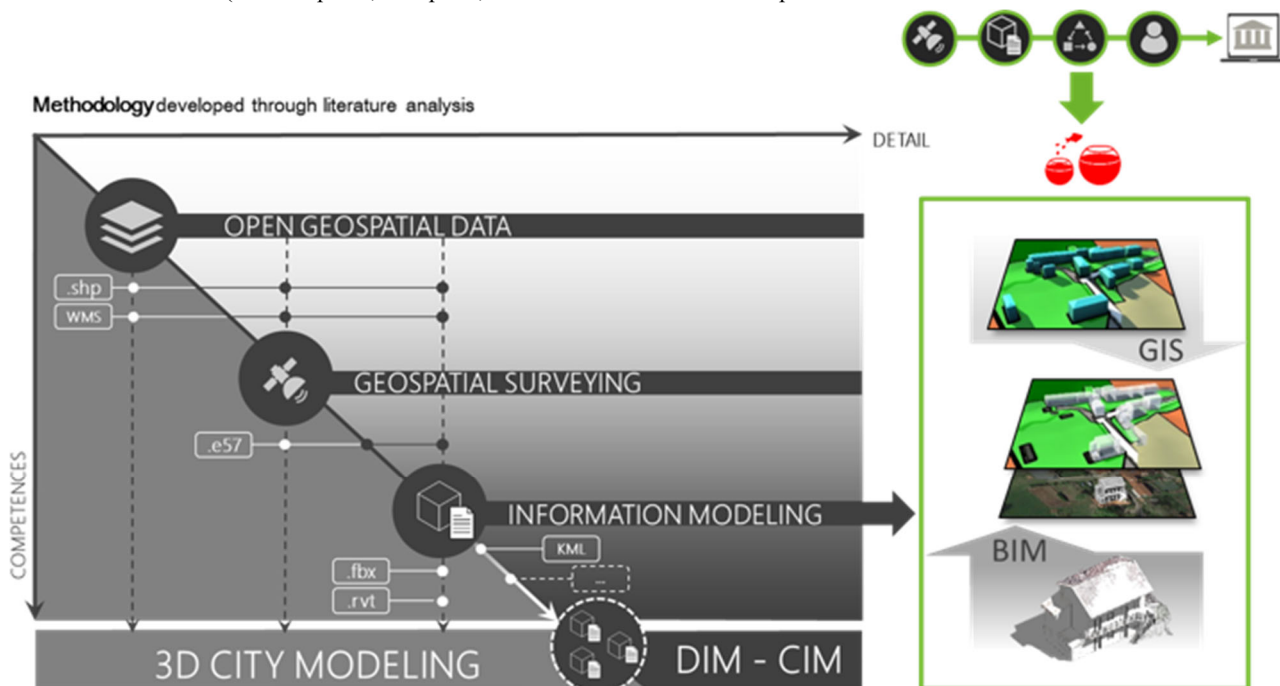 Methodology developed through literature analysis
DETAIL
OPEN GEOSPATIAL DATA
.shp
WMS
GIS
GEOSPATIAL SURVEYING
.e57
COMPETENCES
INFORMATION MODELING
KML
BIM
.fbx
...
.rvt
3D CITY MODELING
DIM - CIM